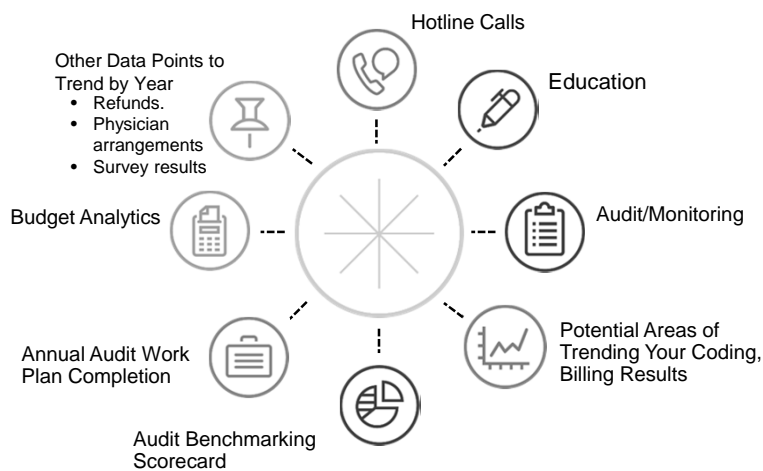 Hotline Calls
Other Data Points to
Trend by Year
• Refunds.
• Physician
arrangements
• Survey results
Education
Budget Analytics
Audit/Monitoring
Annual Audit Work
Plan Completion
Potential Areas of
Trending Your Coding,
Billing Results
Audit Benchmarking
Scorecard